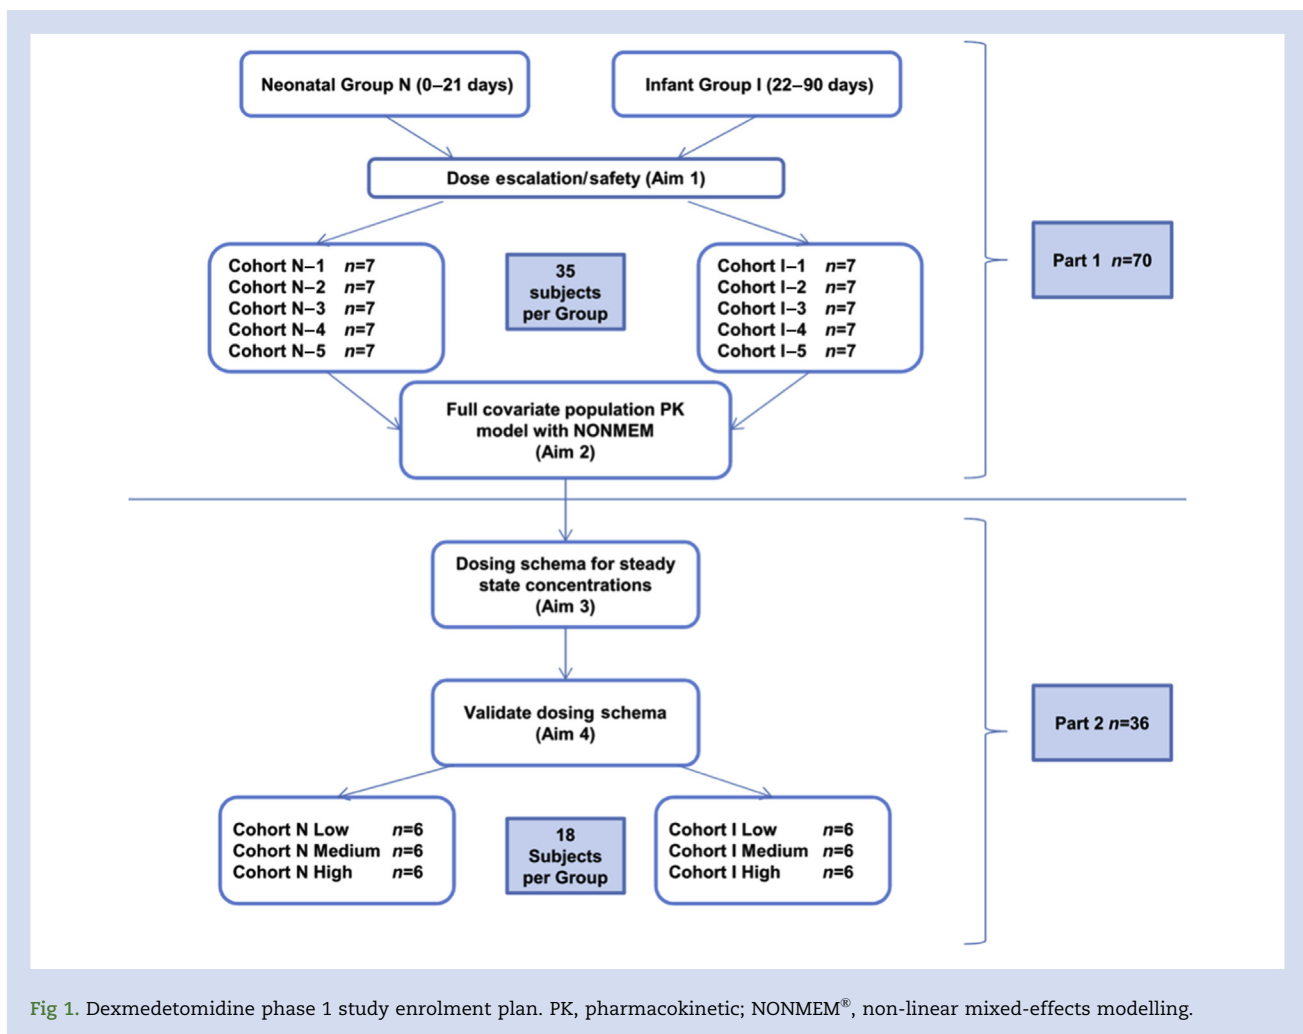 Neonatal Group N (0–21 days)
Infant Group I (22–90 days)
Dose escalation/safety (Aim 1)
Cohort N–1 n=7
Cohort N–2 n=7
Cohort N–3 n=7
Cohort N–4 n=7
Cohort N–5 n=7
35
subjects
per Group
Cohort I–1 n=7
Cohort I–2 n=7
Cohort I–3 n=7
Cohort I–4 n=7
Cohort I–5 n=7
Part 1 n=70
Full covariate population PK
model with NONMEM
(Aim 2)
Dosing schema for steady
state concentrations
(Aim 3)
Validate dosing schema
(Aim 4)
Part 2 n=36
Cohort N Low n=6
Cohort N Medium n=6
Cohort N High n=6
18
Subjects
per Group
Cohort I Low n=6
Cohort I Medium n=6
Cohort I High n=6
Fig 1. Dexmedetomidine phase 1 study enrolment plan. PK, pharmacokinetic; NONMEM®, non-linear mixed-effects modelling.